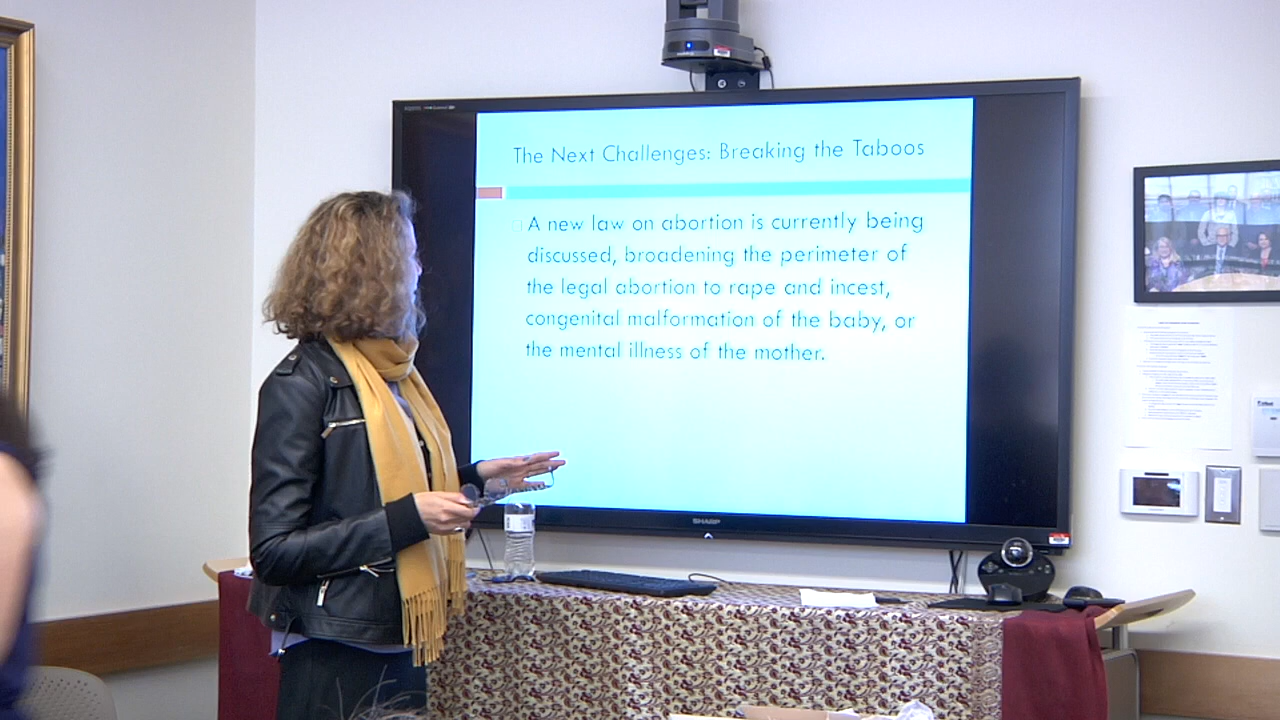 The Next Challenges: Breaking the Taboos
A new law on abortion is currently being
discussed, broadening the perimeter of
the legal abortion to rape and incest,
congenital malformation of the baby, or
the mental illness of the mother.
SHARP